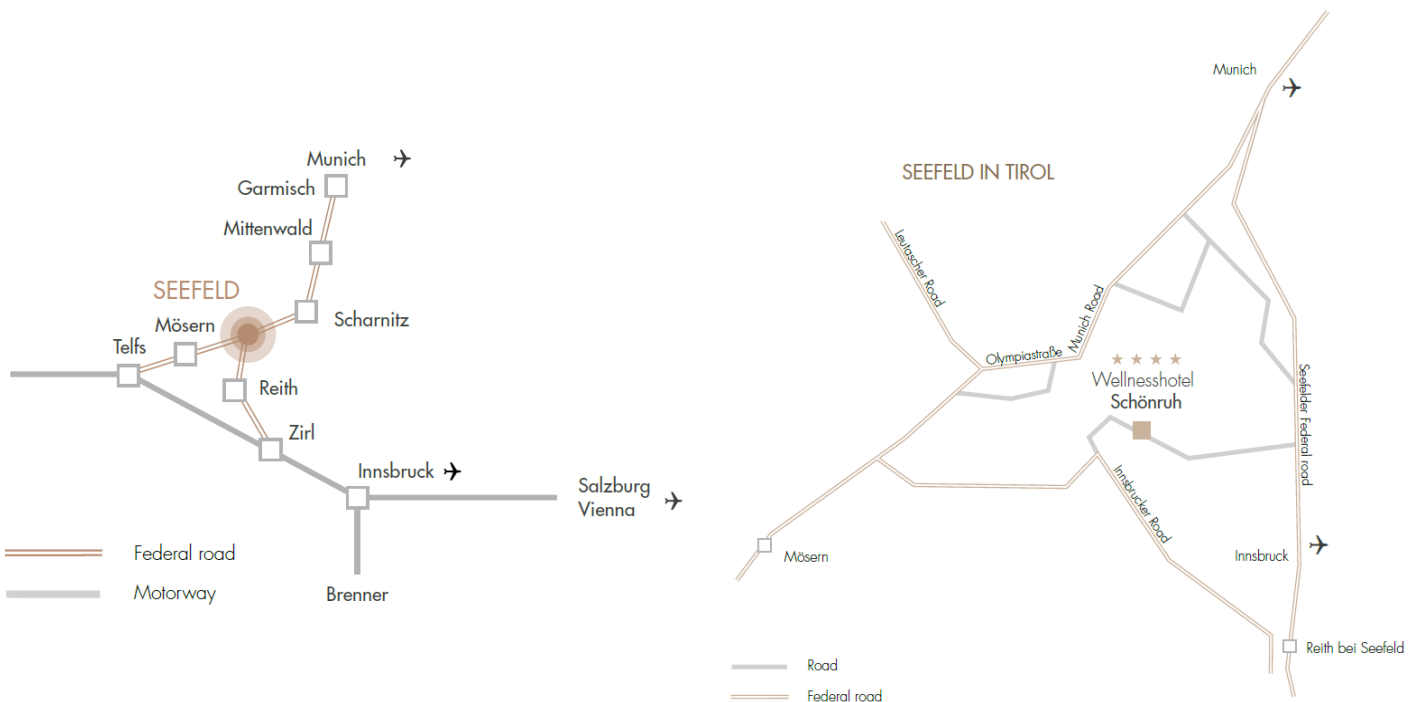 Munich
Garmisch
Mittenwald
SEEFELD
Mösern
Scharnitz
Telfs
Reith
Zirl
Innsbruck
Salzburg
Vienna
Brenner
Federal road
Motorway
Munich
SEEFELD IN TIROL
Leutascher Road
Munich Road
Olympiastraße
Wellnesshotel
Schönruh
Seefelder Federal road
Innsbrucker Road
Mösern
Innsbruck
Reith bei Seefeld
Road
Federal road